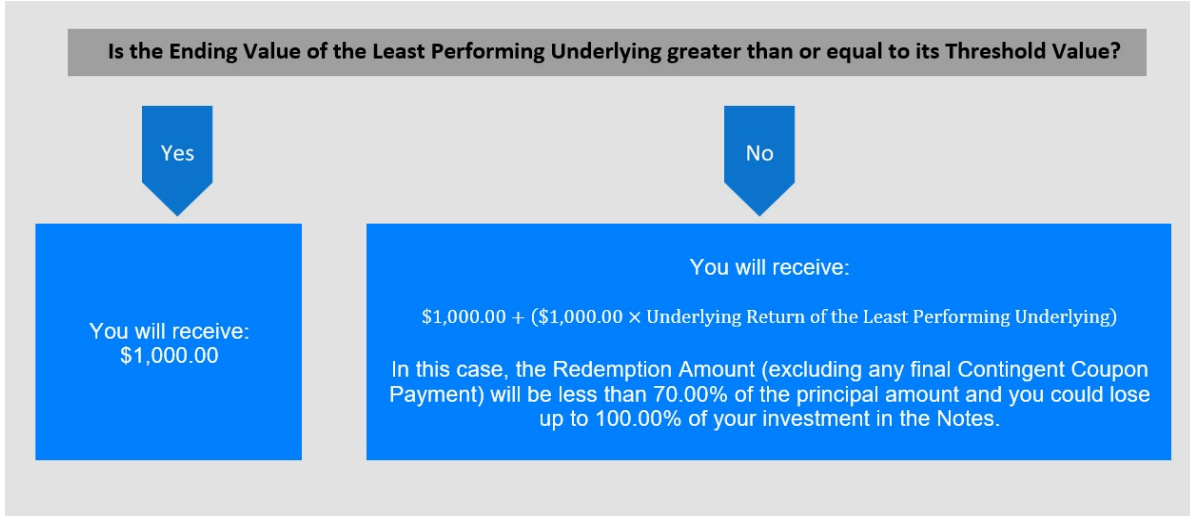 Is the Ending Value of the Least Performing Underlying greater than or equal to its Threshold Value?
Yes
No
You will receive:
$1,000.00
You will receive:
$1,000.00 + ($1,000.00 × Underlying Return of the Least Performing Underlying)
In this case, the Redemption Amount (excluding any final Contingent Coupon
Payment) will be less than 70.00% of the principal amount and you could lose
up to 100.00% of your investment in the Notes.